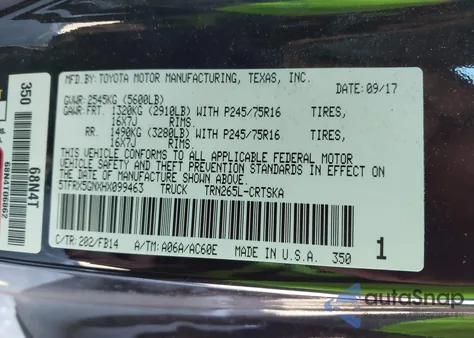 MFD.BY: TOYOTA MOTOR MANUFACTURING, TEXAS, INC.
DATE: 09/17
GVWR: 2545KG (5600LB)
GAWR: FRT. 1320KG (2910LB) WITH P245/75R16 TIRES,
16X7J RIMS.
RR. 1490KG (3280LB) WITH P245/75R16 TIRES,
16X7J RIMS.
THIS VEHICLE CONFORMS TO ALL APPLICABLE FEDERAL MOTOR
VEHICLE SAFETY AND THEFT PREVENTION STANDARDS IN EFFECT ON
THE DATE OF MANUFACTURE SHOWN ABOVE.
5TFRX5GNXHX099463 TRUCK TRN265L-CRTSKA
C/TR: 202/FB14 A/TM: A06A/AC60E MADE IN U.S.A. 350 1
350
68N4T
autoSnap